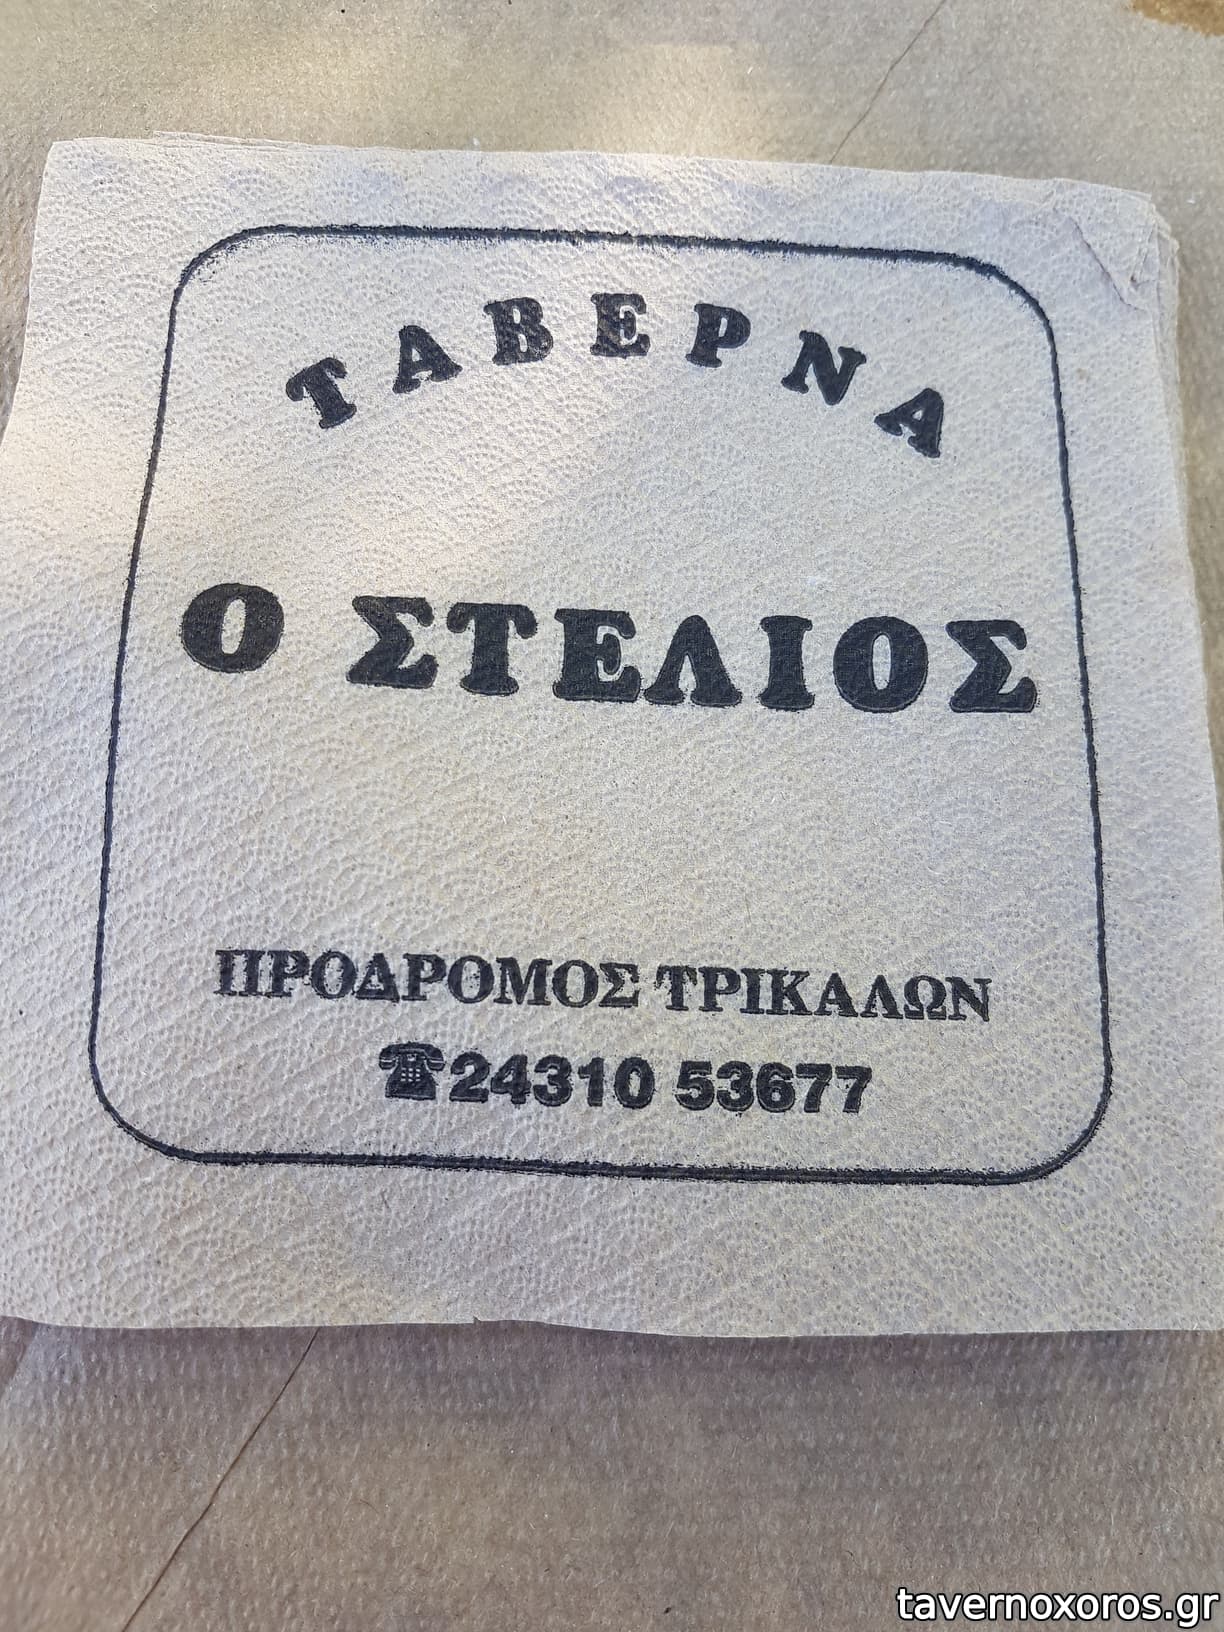 ΤΑΒΕΡΝΑ
Ο ΣΤΕΛΙΟΣ
ΠΡΟΔΡΟΜΟΣ ΤΡΙΚΑΛΩΝ
☎24310 53677
tavernoxoros.gr